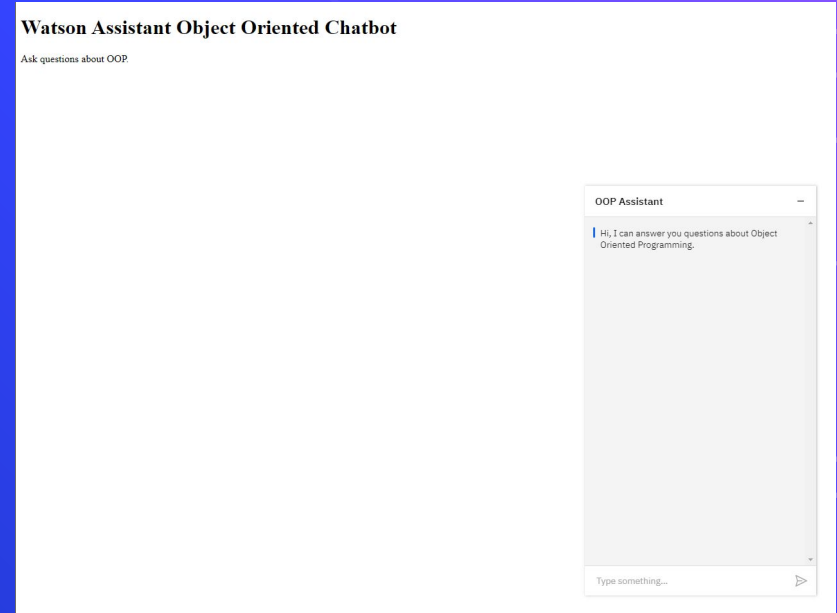 Watson Assistant Object Oriented Chatbot
Ask questions about OOP.
OOP Assistant
Hi, I can answer you questions about Object
Oriented Programming.
Type something...